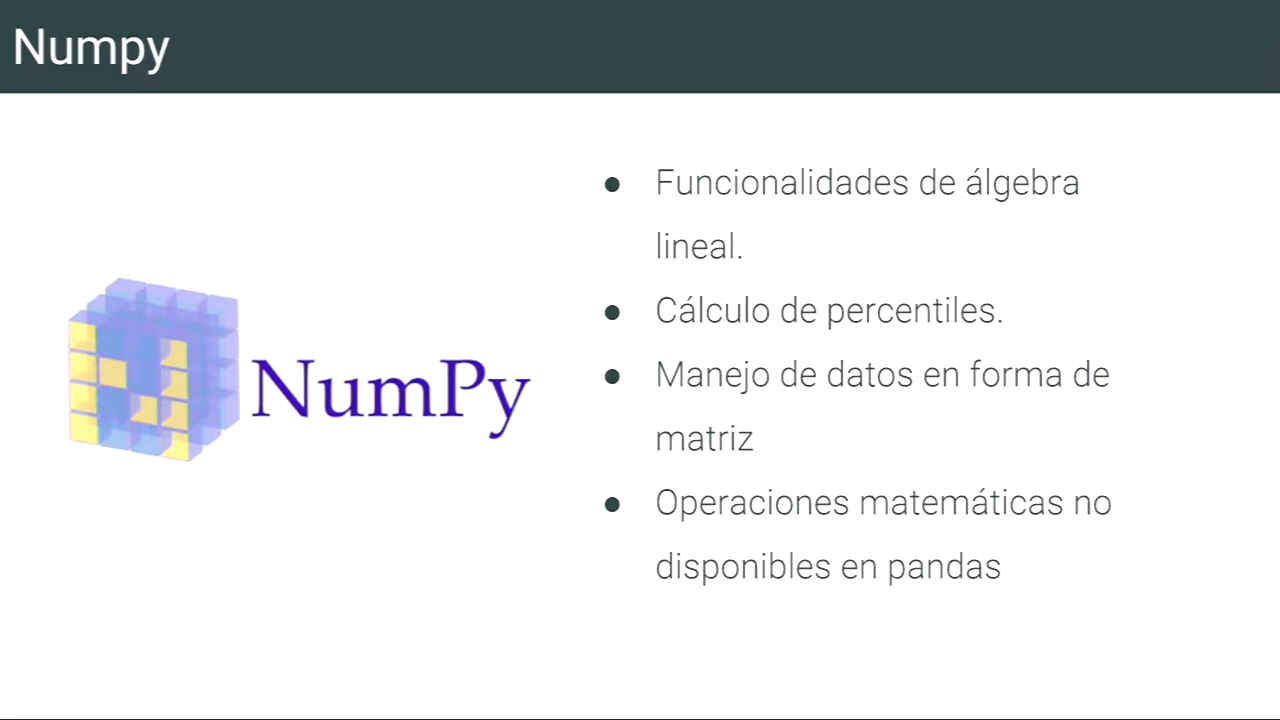 Numpy
NumPy
● Funcionalidades de álgebra
lineal.
● Cálculo de percentiles.
● Manejo de datos en forma de
matriz
● Operaciones matemáticas no
disponibles en pandas